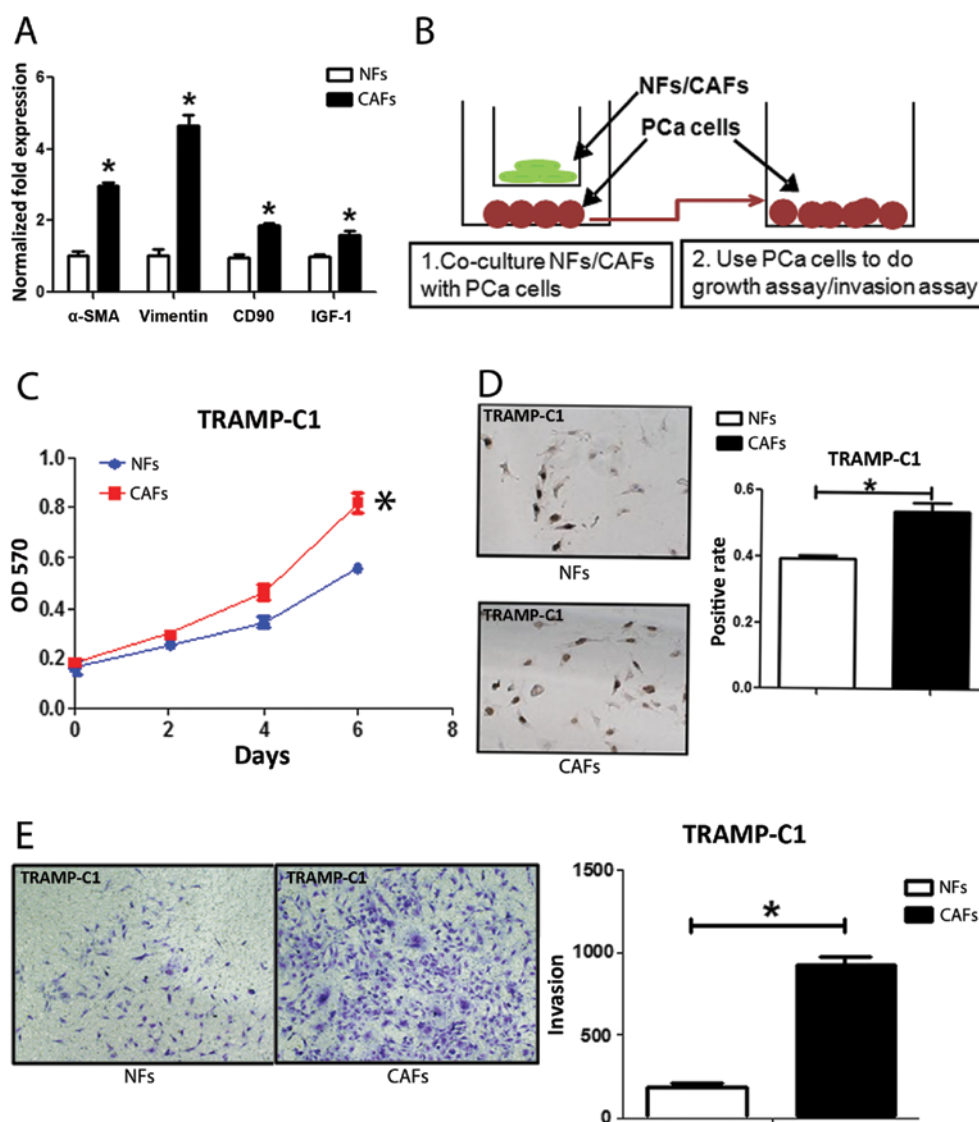 A
Normalized fold expression
6
4
2
0
NFs
CAFs
*
*
*
*
α-SMA Vimentin CD90 IGF-1
B
NFs/CAFs
PCa cells
1.Co-culture NFs/CAFs
with PCa cells
2. Use PCa cells to do
growth assay/invasion assay
C
TRAMP-C1
OD 570
1.0
0.8
0.6
0.4
0.2
0.0
NFs
CAFs
*
0 2 4 6 8
Days
D
TRAMP-C1
NFs
TRAMP-C1
CAFs
NFs
CAFs
TRAMP-C1
*
Positive rate
0.6
0.4
0.2
0.0
E
TRAMP-C1
NFs
TRAMP-C1
CAFs
TRAMP-C1
NFs
CAFs
*
Invasion
1500
1000
500
0